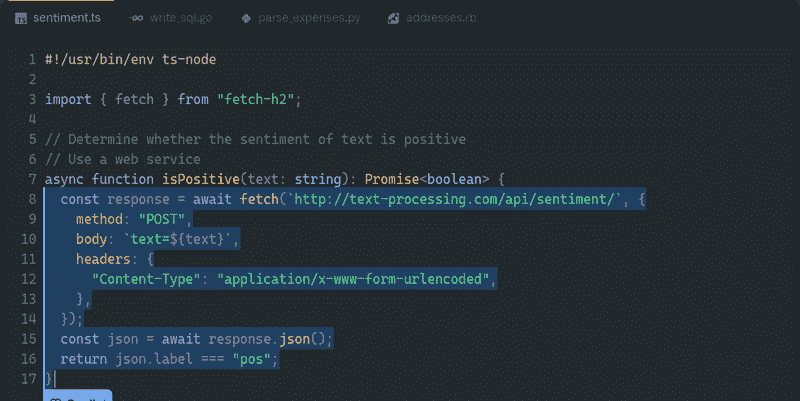 sentiment.ts write_sql.go parse_expenses.py addresses.rb
1 #!/usr/bin/env ts-node
2
3 import { fetch } from "fetch-h2";
4
5 // Determine whether the sentiment of text is positive
6 // Use a web service
7 async function isPositive(text: string): Promise<boolean> {
8 const response = await fetch(`http://text-processing.com/api/sentiment/`, {
9 method: "POST",
10 body: `text=${text}`,
11 headers: {
12 "Content-Type": "application/x-www-form-urlencoded",
13 },
14 });
15 const json = await response.json();
16 return json.label === "pos";
17 }